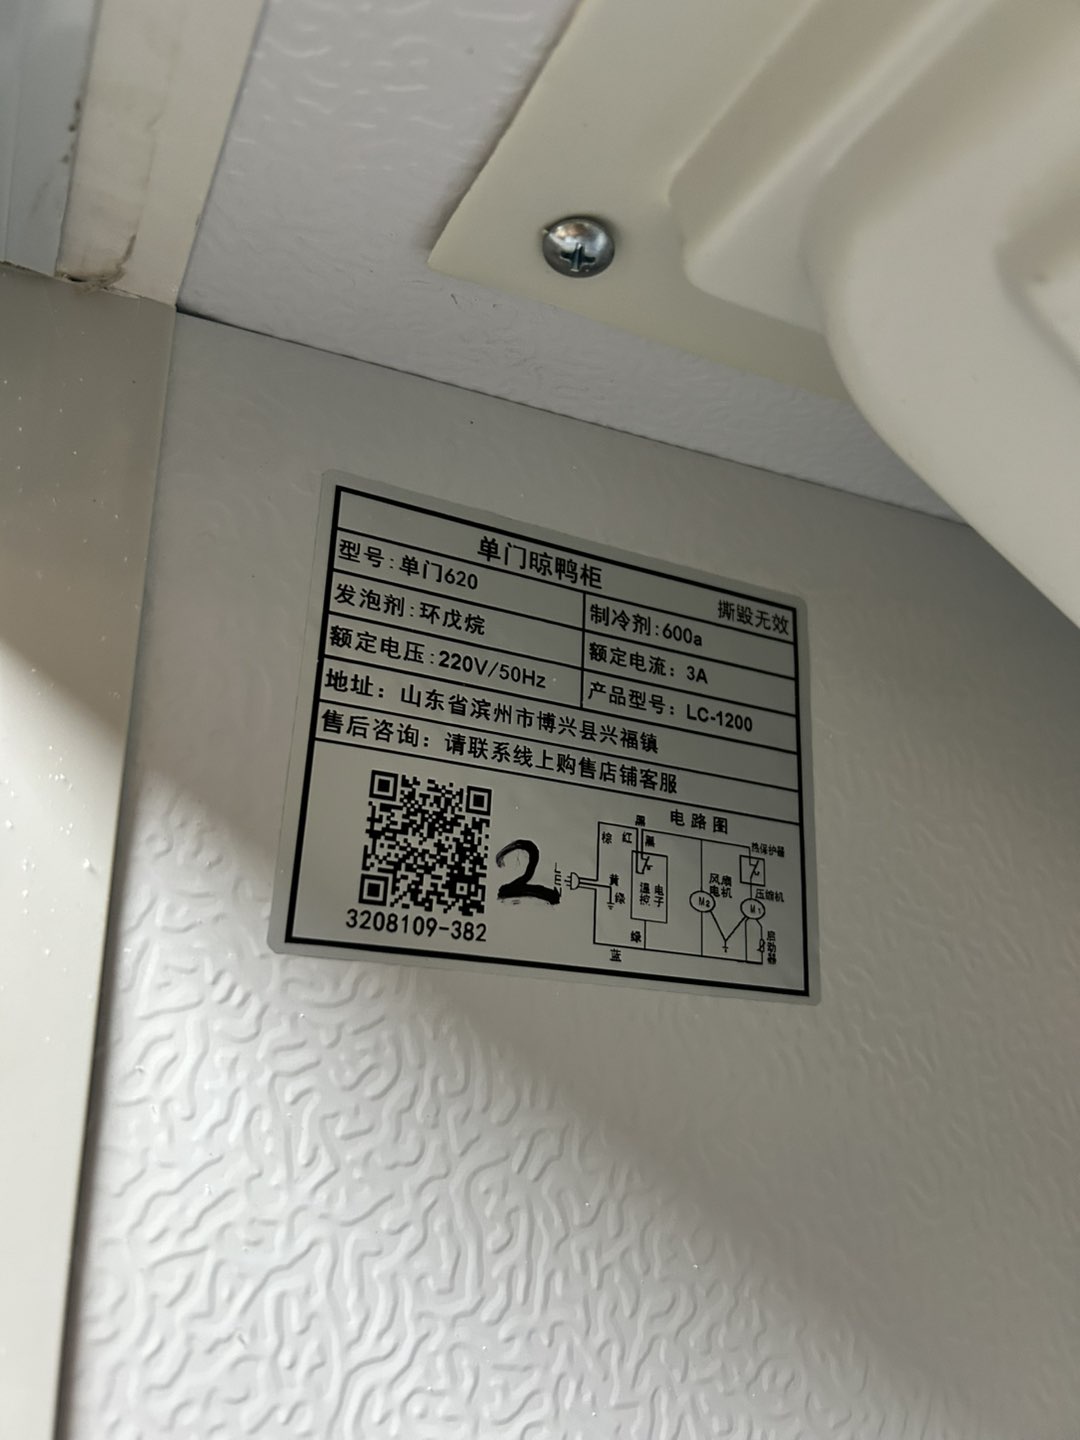 单门晾鸭柜
撕毁无效
型号:单门620
制冷剂:600a
发泡剂:环戊烷
额定电流: 3A
额定电压:220V/50Hz
产品型号: LC-1200
地址: 山东省滨州市博兴县兴福镇
售后咨询: 请联系线上购售店铺客服
3208109-382
2
电路图
黑
棕 红 黑
热保护器
L
E
N
黄
绿
温控
电子
风扇
电机
压缩机
M2
M1
绿
启动器
蓝